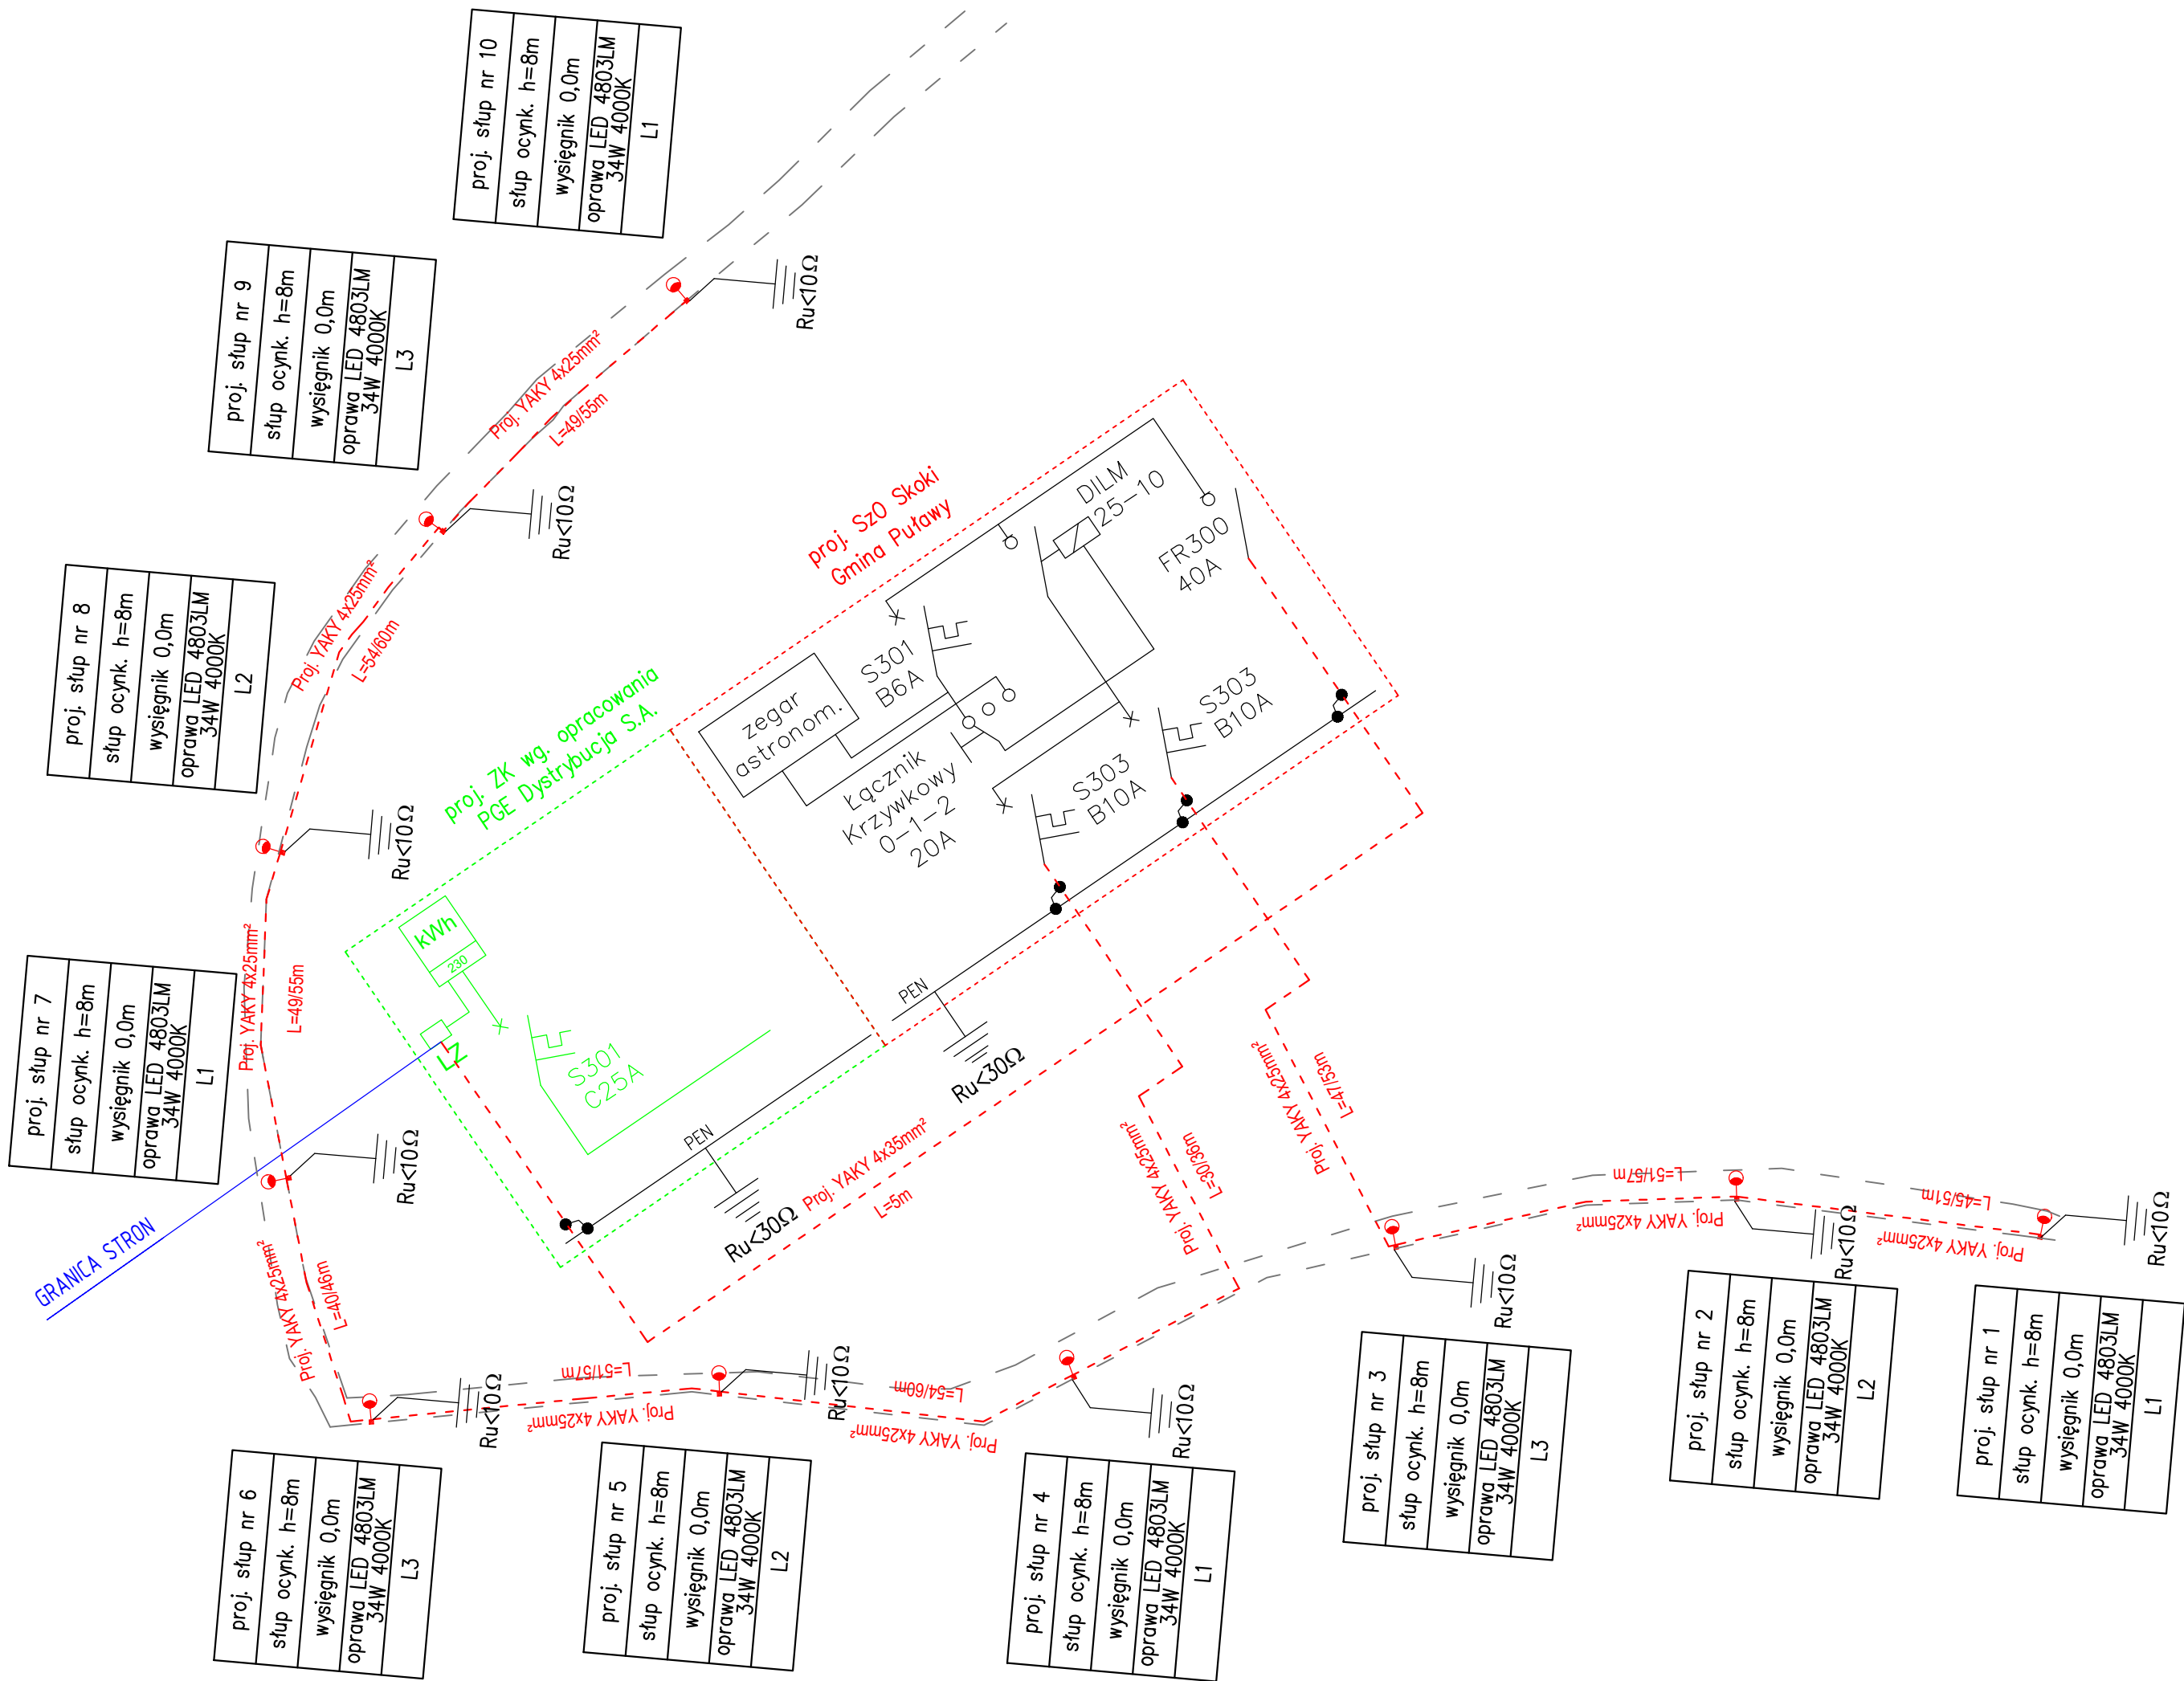 proj. słup nr 10
słup ocynk. h=8m
wysięgnik 0,0m
oprawa LED 4803LM
34W 4000K
L1
proj. słup nr 9
słup ocynk. h=8m
wysięgnik 0,0m
oprawa LED 4803LM
34W 4000K
L3
proj. słup nr 8
słup ocynk. h=8m
wysięgnik 0,0m
oprawa LED 4803LM
34W 4000K
L2
proj. słup nr 7
słup ocynk. h=8m
wysięgnik 0,0m
oprawa LED 4803LM
34W 4000K
L1
proj. słup nr 6
słup ocynk. h=8m
wysięgnik 0,0m
oprawa LED 4803LM
34W 4000K
L3
proj. słup nr 5
słup ocynk. h=8m
wysięgnik 0,0m
oprawa LED 4803LM
34W 4000K
L2
proj. słup nr 4
słup ocynk. h=8m
wysięgnik 0,0m
oprawa LED 4803LM
34W 4000K
L1
proj. słup nr 3
słup ocynk. h=8m
wysięgnik 0,0m
oprawa LED 4803LM
34W 4000K
L3
proj. słup nr 2
słup ocynk. h=8m
wysięgnik 0,0m
oprawa LED 4803LM
34W 4000K
L2
proj. słup nr 1
słup ocynk. h=8m
wysięgnik 0,0m
oprawa LED 4803LM
34W 4000K
L1
Ru<10Ω
Proj. YAKY 4x25mm²
L=49/55m
Ru<10Ω
Proj. YAKY 4x25mm²
L=54/60m
Ru<10Ω
Proj. YAKY 4x25mm²
L=49/55m
Ru<10Ω
Proj. YAKY 4x25mm²
L=40/46m
Ru<10Ω
L=51/57m
Proj. YAKY 4x25mm²
Ru<10Ω
L=54/60m
Proj. YAKY 4x25mm²
Ru<10Ω
Proj. YAKY 4x25mm²
L=30/36m
Proj. YAKY 4x25mm²
L=47/53m
Ru<10Ω
L=51/57m
Proj. YAKY 4x25mm²
Ru<10Ω
L=45/51m
Proj. YAKY 4x25mm²
Ru<10Ω
GRANICA STRON
proj. ZK wg. opracowania
PGE Dystrybucja S.A.
kWh
230
LZ
S301
C25A
PEN
Ru<30Ω
Proj. YAKY 4x35mm²
L=5m
proj. SzO Skoki
Gmina Puławy
zegar
astronom.
S301
B6A
DILM
25-10
FR300
40A
Łącznik
Krzywkowy
0-1-2
20A
S303
B10A
S303
B10A
PEN
Ru<30Ω